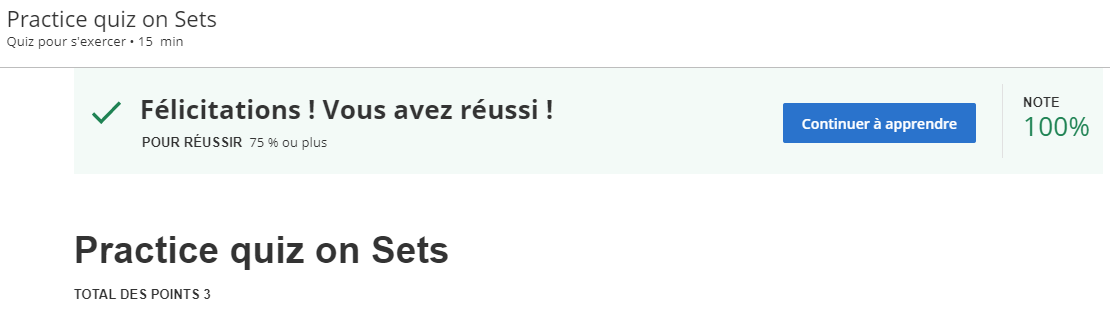 Practice quiz on Sets
Quiz pour s'exercer • 15 min
Félicitations ! Vous avez réussi !
POUR RÉUSSIR 75 % ou plus
Continuer à apprendre
NOTE
100%
Practice quiz on Sets
TOTAL DES POINTS 3